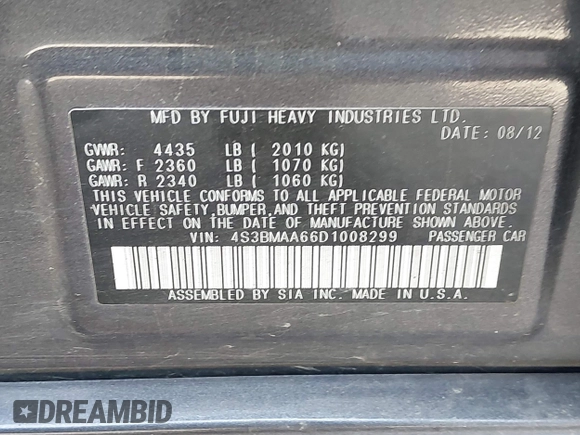 MFD BY FUJI HEAVY INDUSTRIES LTD.
DATE: 08/12
GVWR: 4435 LB ( 2010 KG)
GAWR: F 2360 LB ( 1070 KG)
GAWR: R 2340 LB ( 1060 KG)
THIS VEHICLE CONFORMS TO ALL APPLICABLE FEDERAL MOTOR
VEHICLE SAFETY,BUMPER,AND THEFT PREVENTION STANDARDS
IN EFFECT ON THE DATE OF MANUFACTURE SHOWN ABOVE.
VIN: 4S3BMAA66D1008299 PASSENGER CAR
ASSEMBLED BY SIA INC. MADE IN U.S.A.
DREAMBID